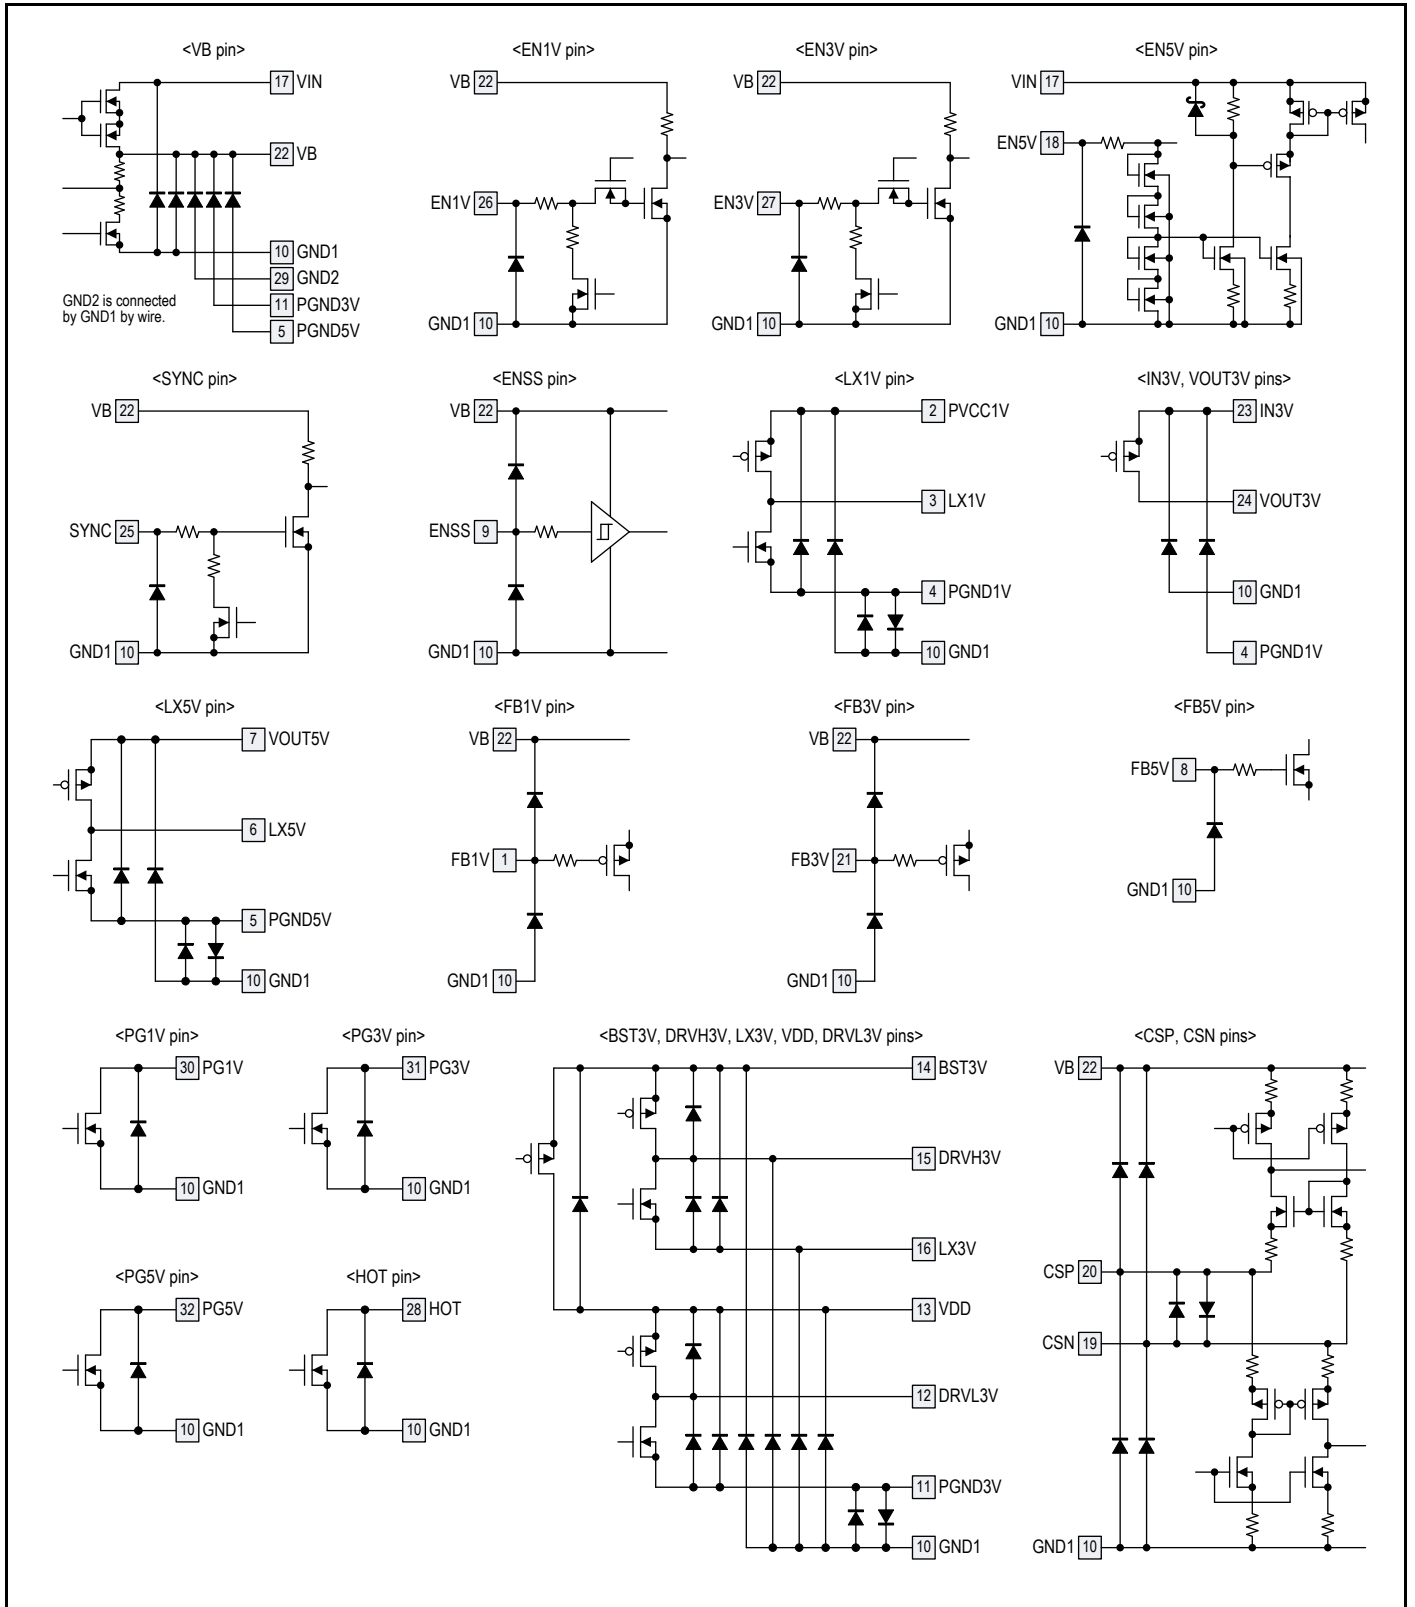 <VB pin>
17 VIN
22 VB
10 GND1
29 GND2
11 PGND3V
5 PGND5V
GND2 is connected
by GND1 by wire.
<EN1V pin>
VB 22
EN1V 26
GND1 10
<EN3V pin>
VB 22
EN3V 27
GND1 10
<EN5V pin>
VIN 17
EN5V 18
GND1 10
<SYNC pin>
VB 22
SYNC 25
GND1 10
<ENSS pin>
VB 22
ENSS 9
GND1 10
<LX1V pin>
2 PVCC1V
3 LX1V
4 PGND1V
10 GND1
<IN3V, VOUT3V pins>
23 IN3V
24 VOUT3V
10 GND1
4 PGND1V
<LX5V pin>
7 VOUT5V
6 LX5V
5 PGND5V
10 GND1
<FB1V pin>
VB 22
FB1V 1
GND1 10
<FB3V pin>
VB 22
FB3V 21
GND1 10
<FB5V pin>
FB5V 8
GND1 10
<PG1V pin>
30 PG1V
10 GND1
<PG3V pin>
31 PG3V
10 GND1
<BST3V, DRVH3V, LX3V, VDD, DRVL3V pins>
14 BST3V
15 DRVH3V
16 LX3V
13 VDD
12 DRVL3V
11 PGND3V
10 GND1
<CSP, CSN pins>
VB 22
CSP 20
CSN 19
GND1 10
<PG5V pin>
32 PG5V
10 GND1
<HOT pin>
28 HOT
10 GND1